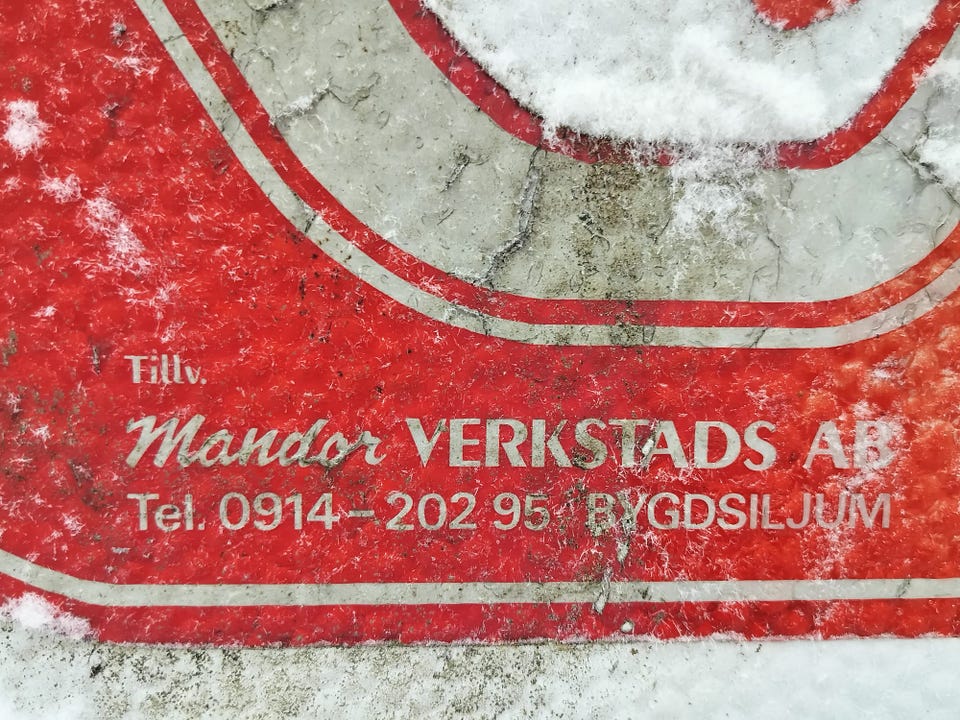 Tillv.
Mandor VERKSTADS AB
Tel. 0914 - 202 95 BYGDSILJUM